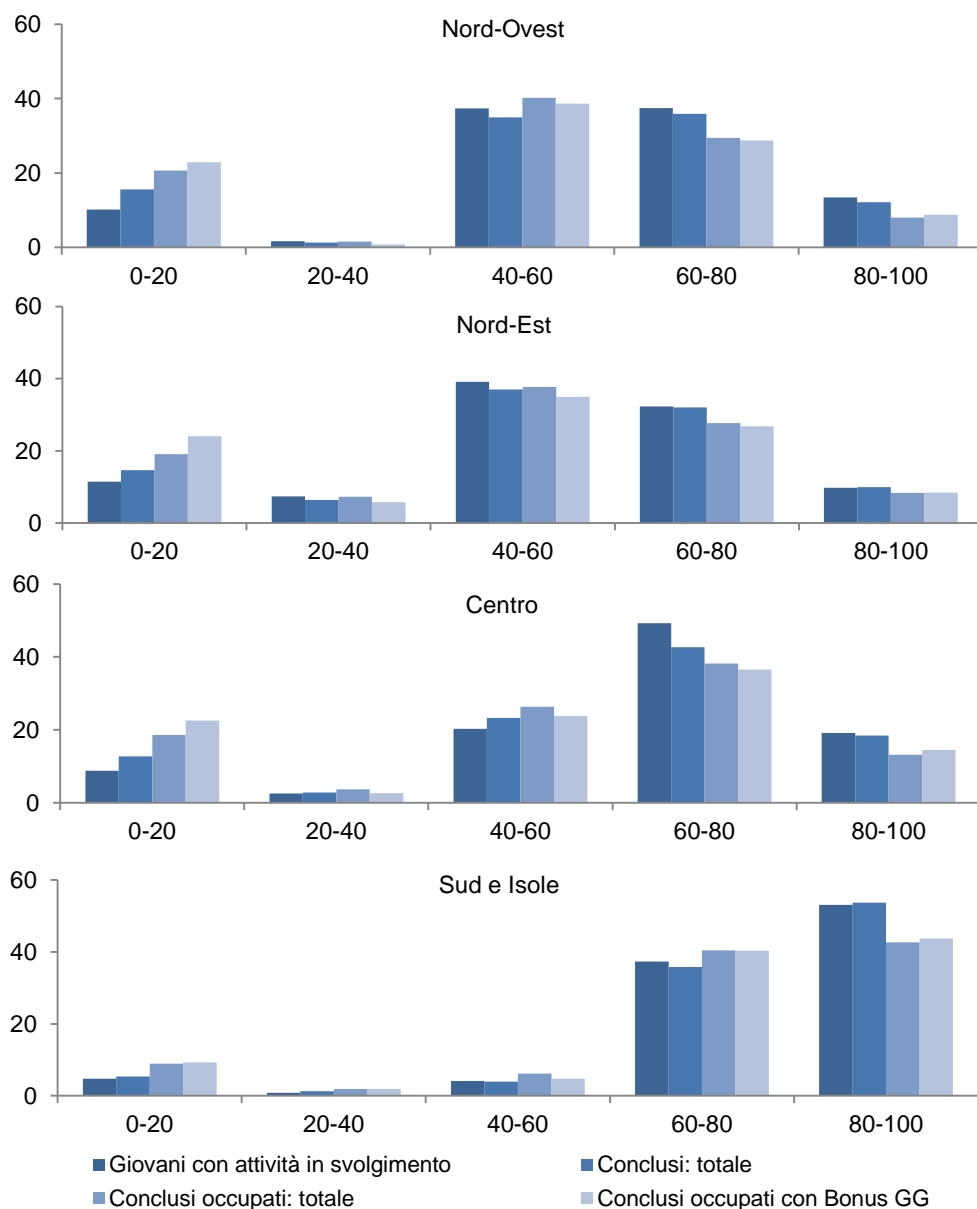 Nord-Ovest
60
40
20
0
0-20 20-40 40-60 60-80 80-100
Nord-Est
60
40
20
0
0-20 20-40 40-60 60-80 80-100
Centro
60
40
20
0
0-20 20-40 40-60 60-80 80-100
Sud e Isole
60
40
20
0
0-20 20-40 40-60 60-80 80-100
Giovani con attività in svolgimento Conclusi: totale
Conclusi occupati: totale Conclusi occupati con Bonus GG